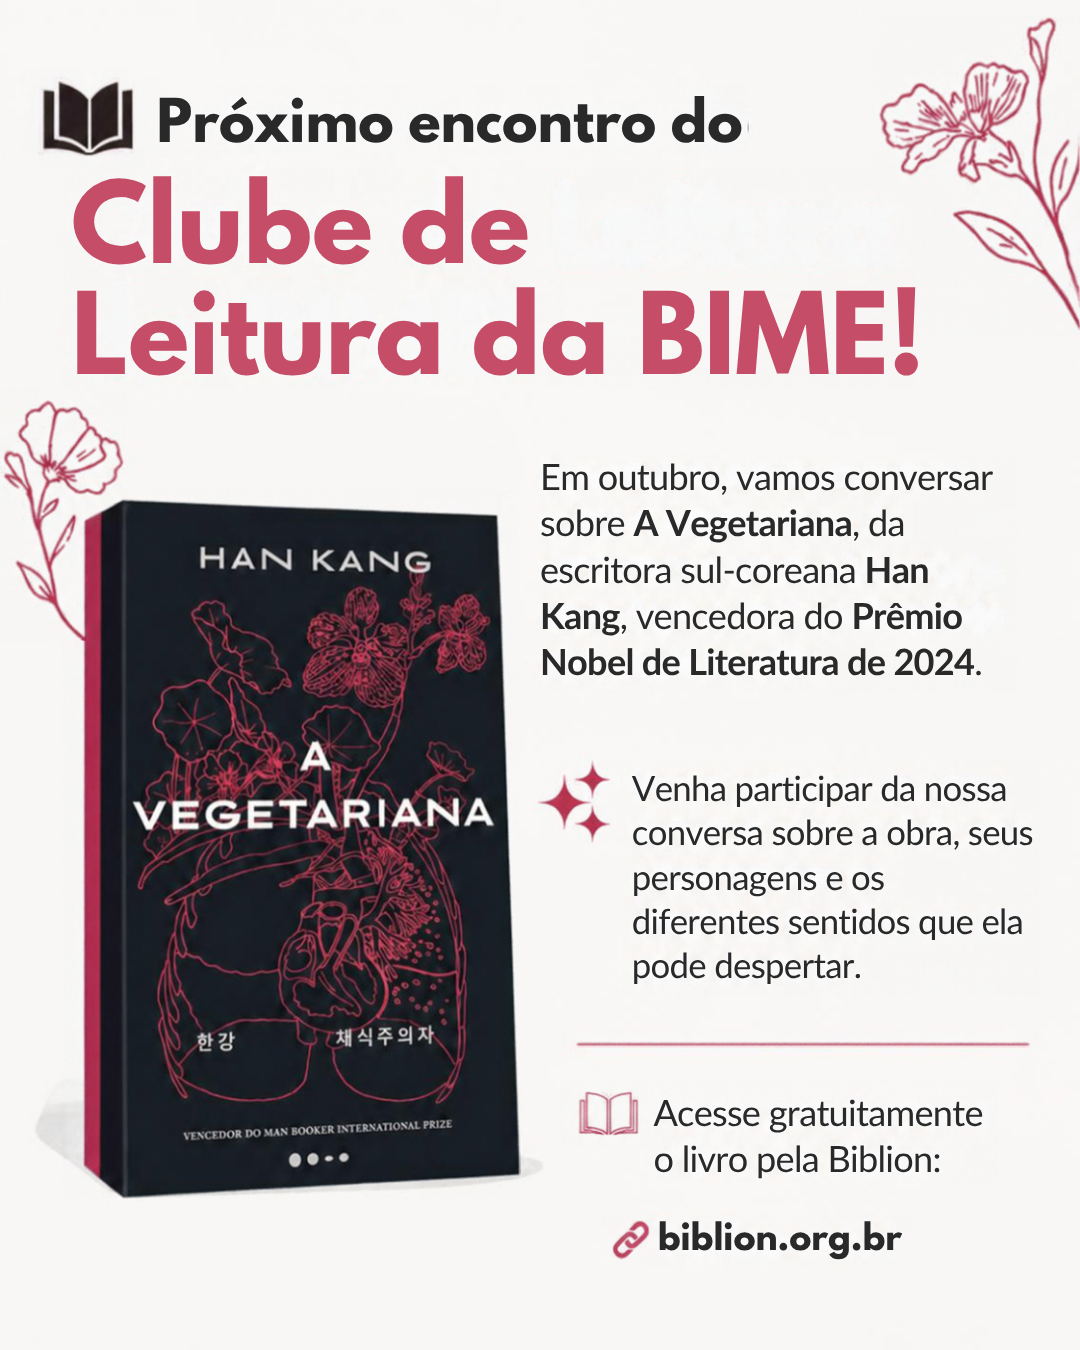 Próximo encontro do
Clube de
Leitura da BIME!
Em outubro, vamos conversar
sobre A Vegetariana, da
escritora sul-coreana Han
Kang, vencedora do Prêmio
Nobel de Literatura de 2024.
HAN KANG
A
VEGETARIANA
한강 채식주의자
VENCEDOR DO MAN BOOKER INTERNATIONAL PRIZE
Venha participar da nossa
conversa sobre a obra, seus
personagens e os
diferentes sentidos que ela
pode despertar.
Acesse gratuitamente
o livro pela Biblion:
biblion.org.br